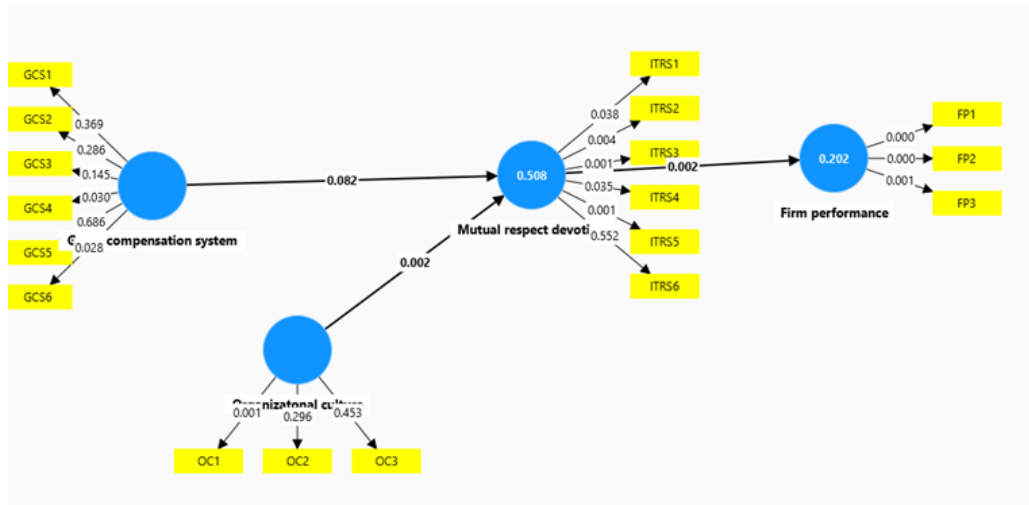 GCS1
GCS2
GCS3
GCS4
GCS5
GCS6
0.369
0.286
0.145
0.030
0.686
0.028
compensation system
0.082
0.002
OC1
OC2
OC3
0.001
0.296
0.453
0.508
Mutual respect
ITRS1
ITRS2
ITRS3
ITRS4
ITRS5
ITRS6
0.038
0.004
0.001
0.035
0.001
0.552
0.002
0.202
Firm performance
0.000
0.000
0.001
FP1
FP2
FP3